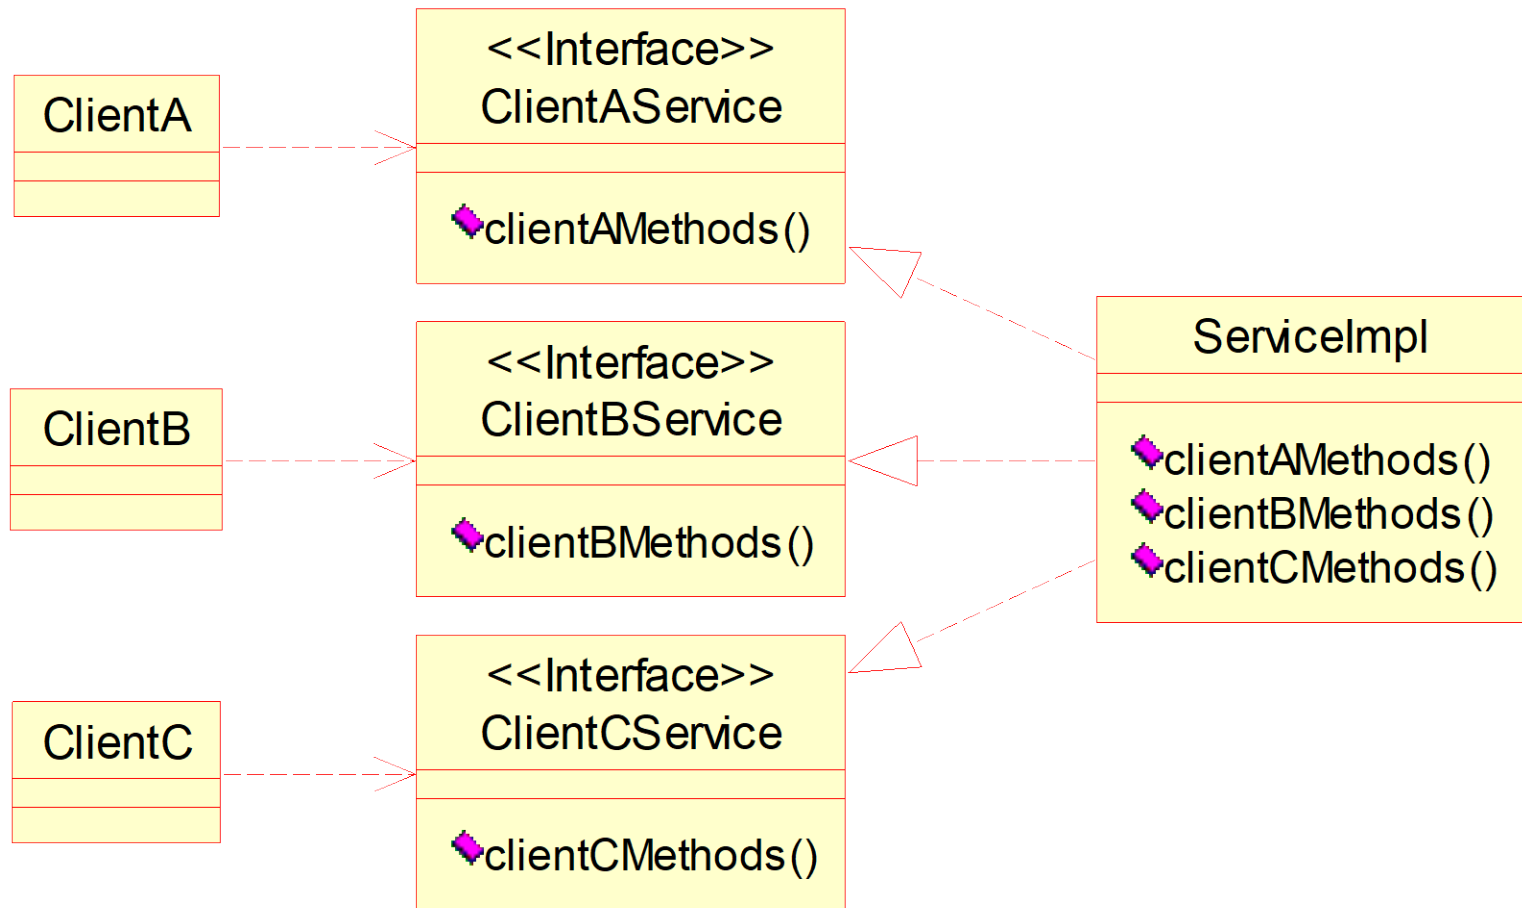 ClientA
<<Interface>>
ClientAService
clientAMethods()
ClientB
<<Interface>>
ClientBService
clientBMethods()
ClientC
<<Interface>>
ClientCService
clientCMethods()
ServiceImpl
clientAMethods()
clientBMethods()
clientCMethods()